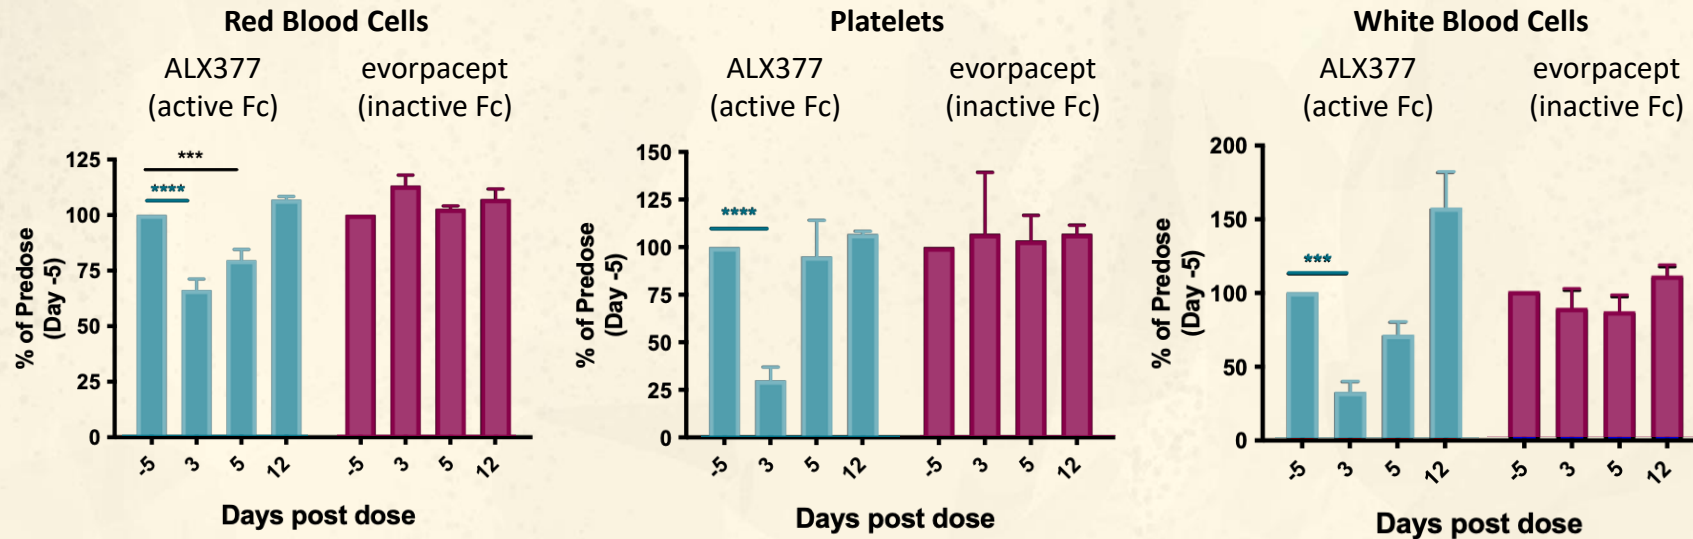 Red Blood Cells
ALX377
(active Fc)
evorpacept
(inactive Fc)
% of Predose
(Day -5)
125
100
75
50
25
0
***
****
-5
3
5
12
-5
3
5
12
Days post dose
Platelets
ALX377
(active Fc)
evorpacept
(inactive Fc)
% of Predose
(Day -5)
150
125
100
75
50
25
0
****
-5
3
5
12
-5
3
5
12
Days post dose
White Blood Cells
ALX377
(active Fc)
evorpacept
(inactive Fc)
% of Predose
(Day -5)
200
150
100
50
0
***
-5
3
5
12
-5
3
5
12
Days post dose